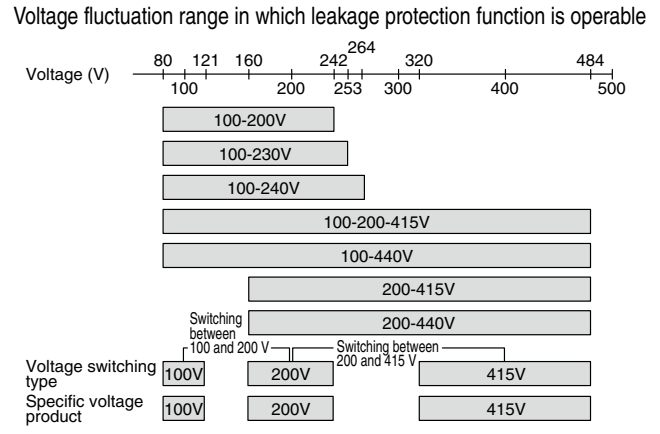 Voltage fluctuation range in which leakage protection function is operable
264
80 121 160 242 320 484
Voltage (V)
100 200 253 300 400 500
100-200V
100-230V
100-240V
100-200-415V
100-440V
200-415V
200-440V
Switching
between
100 and 200 V
Switching between
200 and 415 V
Voltage switching
type
100V 200V 415V
Specific voltage
product
100V 200V 415V